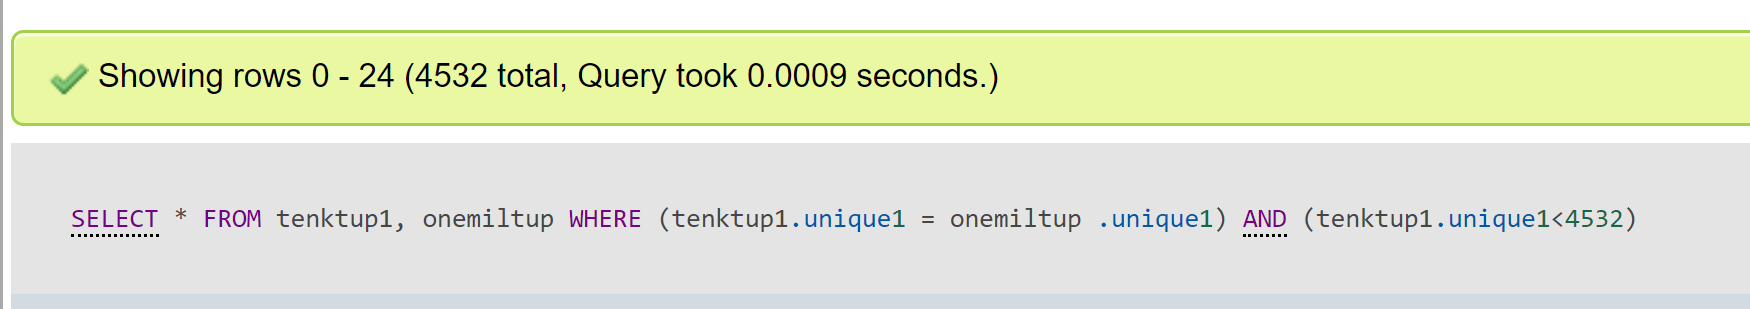 Showing rows 0 - 24 (4532 total, Query took 0.0009 seconds.)
SELECT * FROM tenktup1, onemiltup WHERE (tenktup1.unique1 = onemiltup .unique1) AND (tenktup1.unique1<4532)